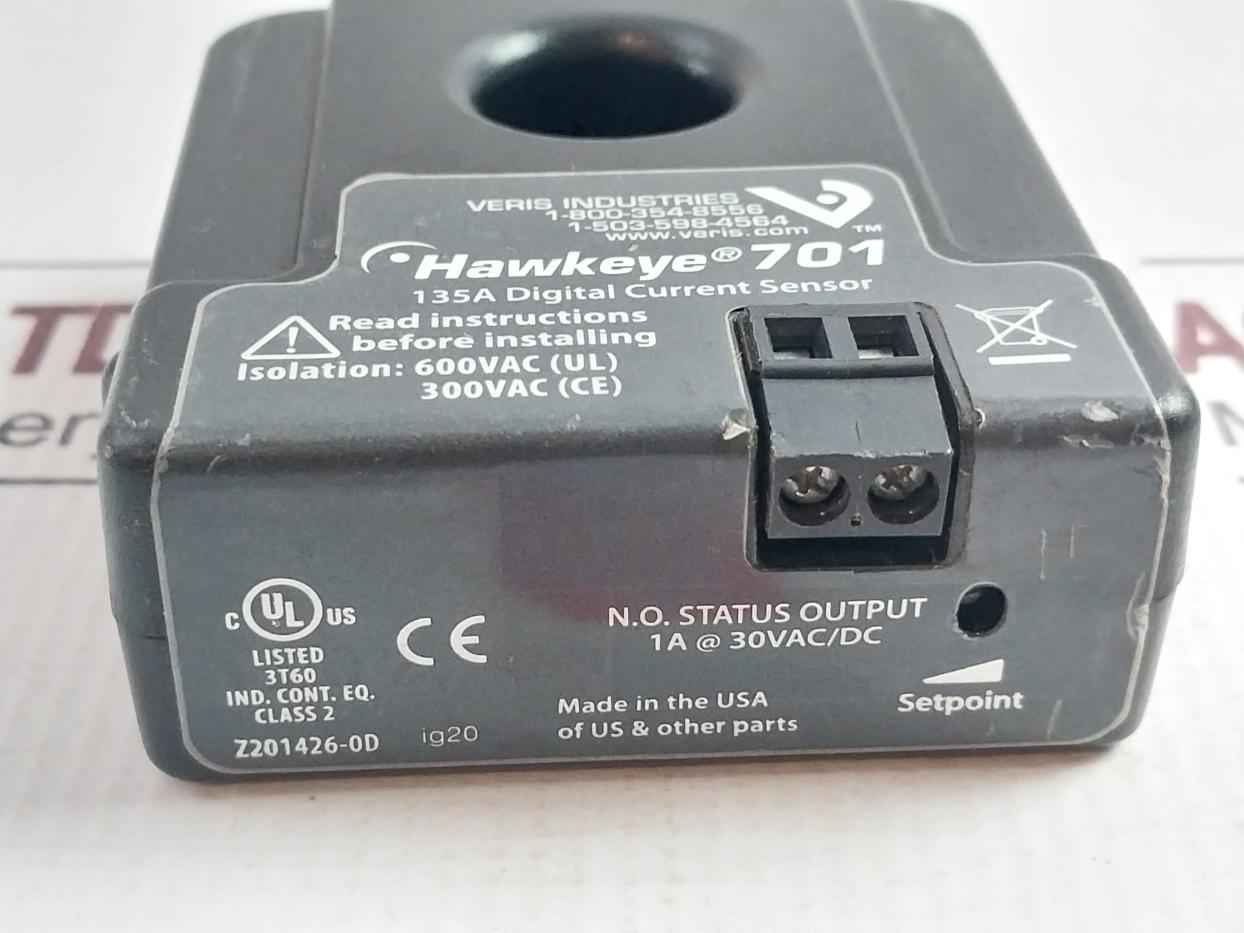 VERIS INDUSTRIES
1-800-354-8556
1-503-598-4564
www.veris.com
TM
Hawkeye® 701
135A Digital Current Sensor
Read instructions
before installing
Isolation: 600VAC (UL)
300VAC (CE)
C UL US
LISTED
3T60
IND. CONT. EQ.
CLASS 2
Z201426-0D
CE
ig20
N.O. STATUS OUTPUT
1A @ 30VAC/DC
Made in the USA
of US & other parts
Setpoint